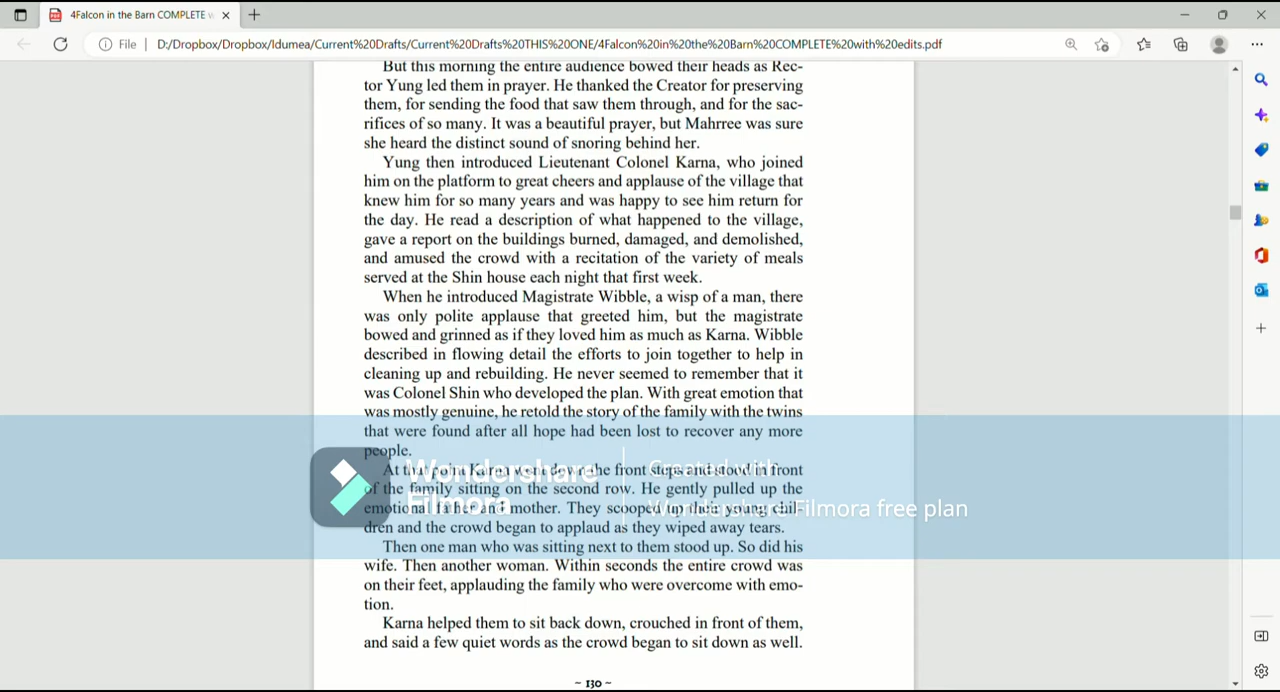 4Falcon in the Barn COMPLETE w
File
D:/Dropbox/Dropbox/Idumea/Current%20Drafts/Current%20Drafts%20THIS%20ONE/4Falcon%20in%20the%20Barn%20COMPLETE%20with%20edits.pdf
But this morning the entire audience bowed their heads as Rec-
tor Yung led them in prayer. He thanked the Creator for preserving
them, for sending the food that saw them through, and for the sac-
rifices of so many. It was a beautiful prayer, but Mahrree was sure
she heard the distinct sound of snoring behind her.
Yung then introduced Lieutenant Colonel Karna, who joined
him on the platform to great cheers and applause of the village that
knew him for so many years and was happy to see him return for
the day. He read a description of what happened to the village,
gave a report on the buildings burned, damaged, and demolished,
and amused the crowd with a recitation of the variety of meals
served at the Shin house each night that first week.
When he introduced Magistrate Wibble, a wisp of a man, there
was only polite applause that greeted him, but the magistrate
bowed and grinned as if they loved him as much as Karna. Wibble
described in flowing detail the efforts to join together to help in
cleaning up and rebuilding. He never seemed to remember that it
was Colonel Shin who developed the plan. With great emotion that
was mostly genuine, he retold the story of the family with the twins
that were found after all hope had been lost to recover any more
people.
At that point Karna went down the front steps and stood in front
of the family sitting on the second row. He gently pulled up the
emotional father and mother. They scooped up their young chil-
dren and the crowd began to applaud as they wiped away tears.
Wondershare
Filmora
Created with
Wondershare Filmora free plan
Then one man who was sitting next to them stood up. So did his
wife. Then another woman. Within seconds the entire crowd was
on their feet, applauding the family who were overcome with emo-
tion.
Karna helped them to sit back down, crouched in front of them,
and said a few quiet words as the crowd began to sit down as well.
~ 130 ~